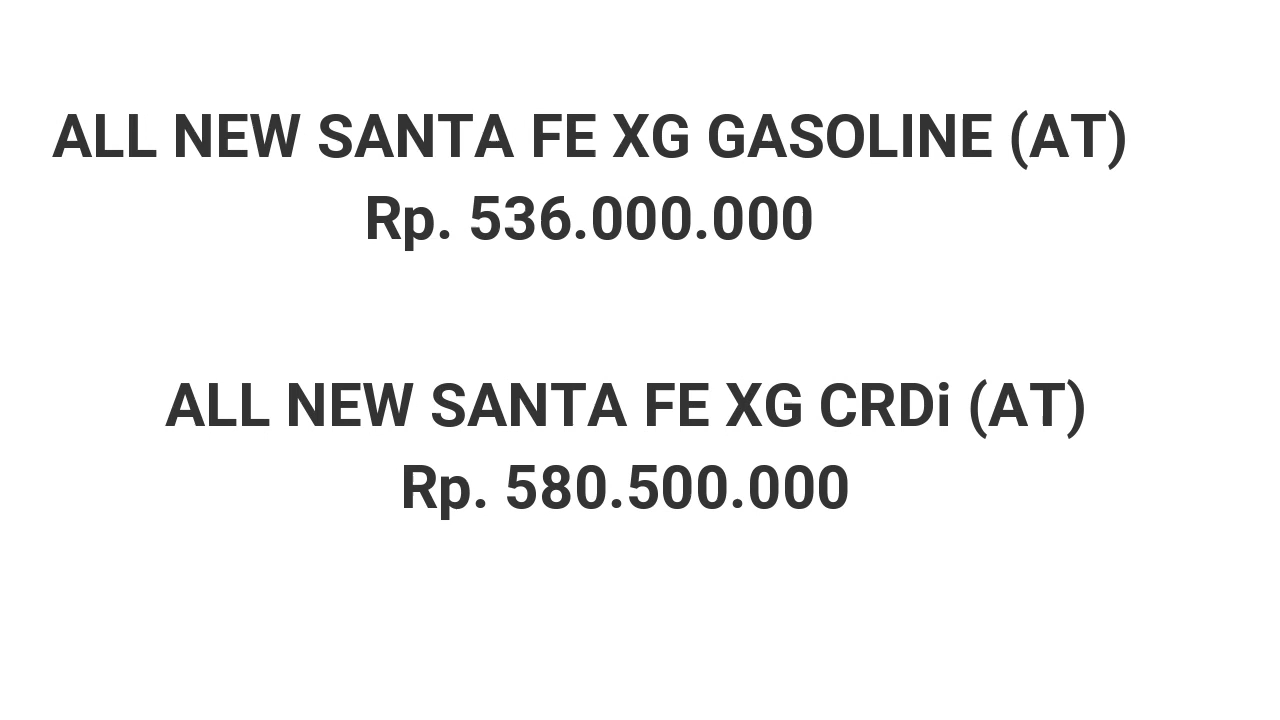 ALL NEW SANTA FE XG GASOLINE (AT)
Rp. 536.000.000
ALL NEW SANTA FE XG CRDi (AT)
Rp. 580.500.000